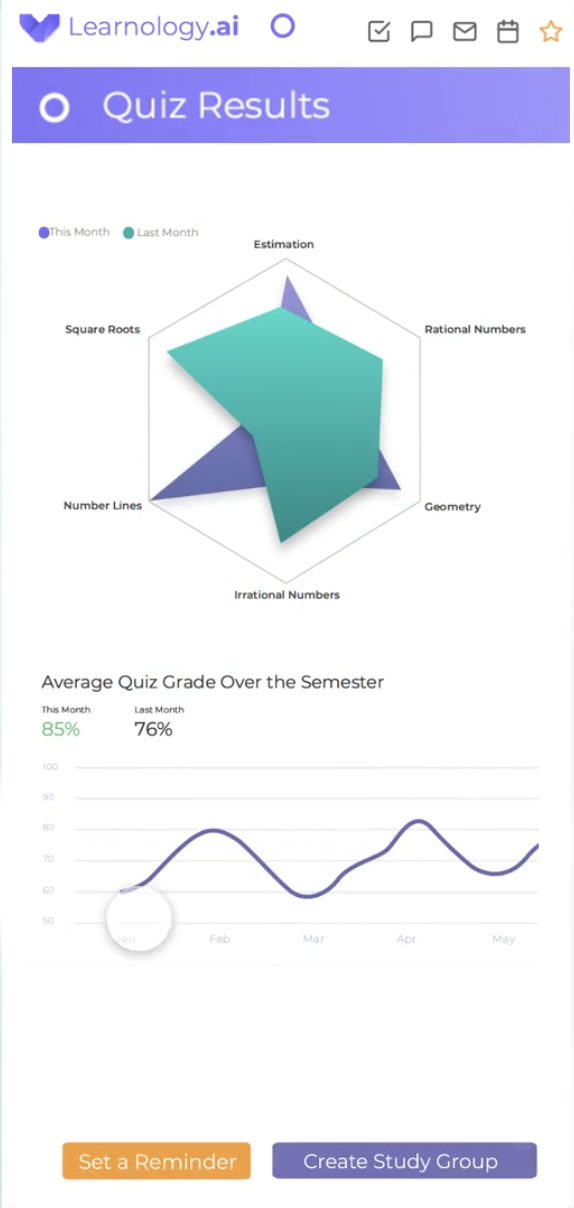 Learnology.ai
Quiz Results
This Month Last Month
Estimation
Square Roots
Rational Numbers
Number Lines
Geometry
Irrational Numbers
Average Quiz Grade Over the Semester
This Month Last Month
85% 76%
100
90
80
70
60
50
Jan Feb Mar Apr May
Set a Reminder Create Study Group